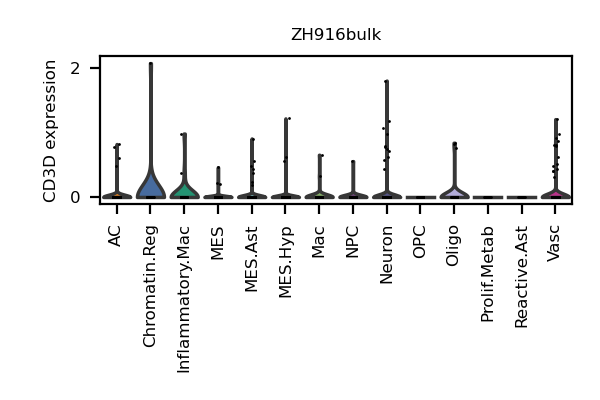 ZH916bulk
CD3D expression
2
0
AC
Chromatin.Reg
Inflammatory.Mac
MES
MES.Ast
MES.Hyp
Mac
NPC
Neuron
OPC
Oligo
Prolif.Metab
Reactive.Ast
Vasc